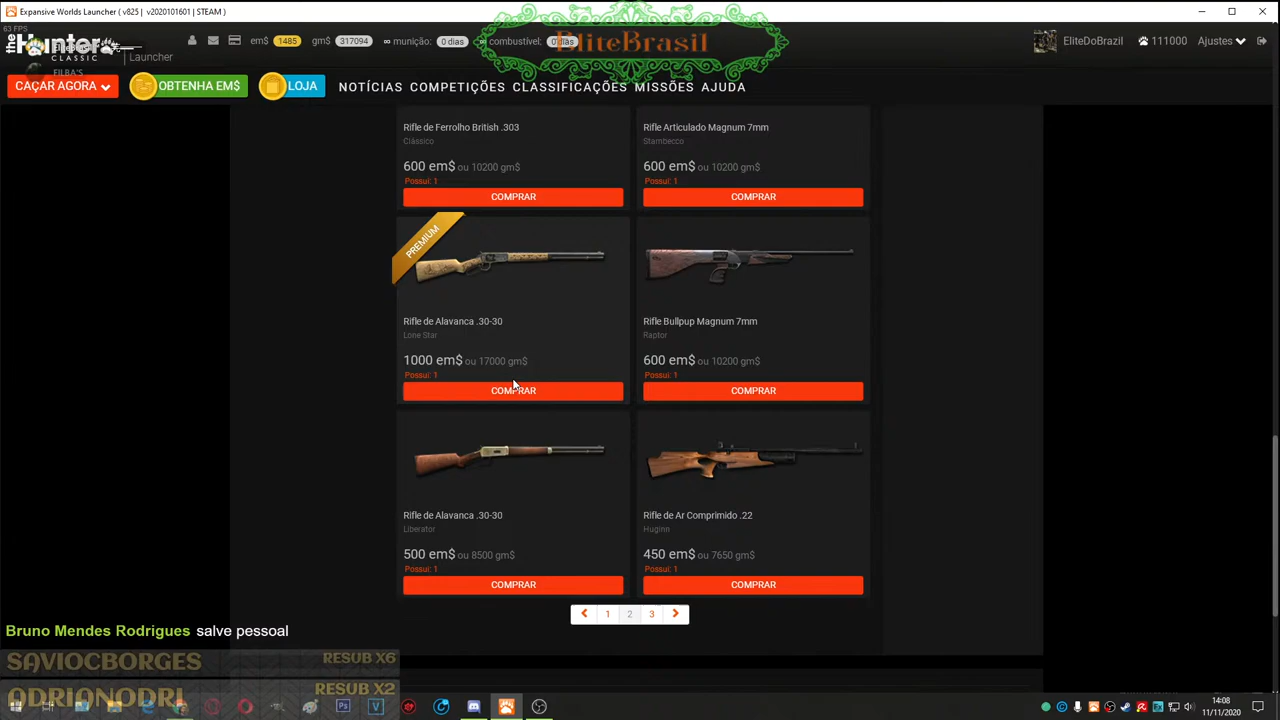 Expansive Worlds Launcher ( v825 | v2020101601 | STEAM )
63 FPS
theHunter
CLASSIC
Launcher
FILBA'S
em$ 1485 gm$ 317094 ∞ munição: 0 dias ∞ combustível: 0 dias
EliteBrasil
EliteDoBrazil 111000 Ajustes
CAÇAR AGORA OBTENHA EM$ LOJA NOTÍCIAS COMPETIÇÕES CLASSIFICAÇÕES MISSÕES AJUDA
Rifle de Ferrolho British .303
Clássico
600 em$ ou 10200 gm$
Possui: 1
COMPRAR
Rifle Articulado Magnum 7mm
Stambecco
600 em$ ou 10200 gm$
Possui: 1
COMPRAR
PREMIUM
Rifle de Alavanca .30-30
Lone Star
1000 em$ ou 17000 gm$
Possui: 1
COMPRAR
Rifle Bullpup Magnum 7mm
Raptor
600 em$ ou 10200 gm$
Possui: 1
COMPRAR
Rifle de Alavanca .30-30
Liberator
500 em$ ou 8500 gm$
Possui: 1
COMPRAR
Rifle de Ar Comprimido .22
Huginn
450 em$ ou 7650 gm$
Possui: 1
COMPRAR
1 2 3
Bruno Mendes Rodrigues salve pessoal
SAVIOCBORGES RESUB X6
ADRIANODRL RESUB X2
14:08
11/11/2020